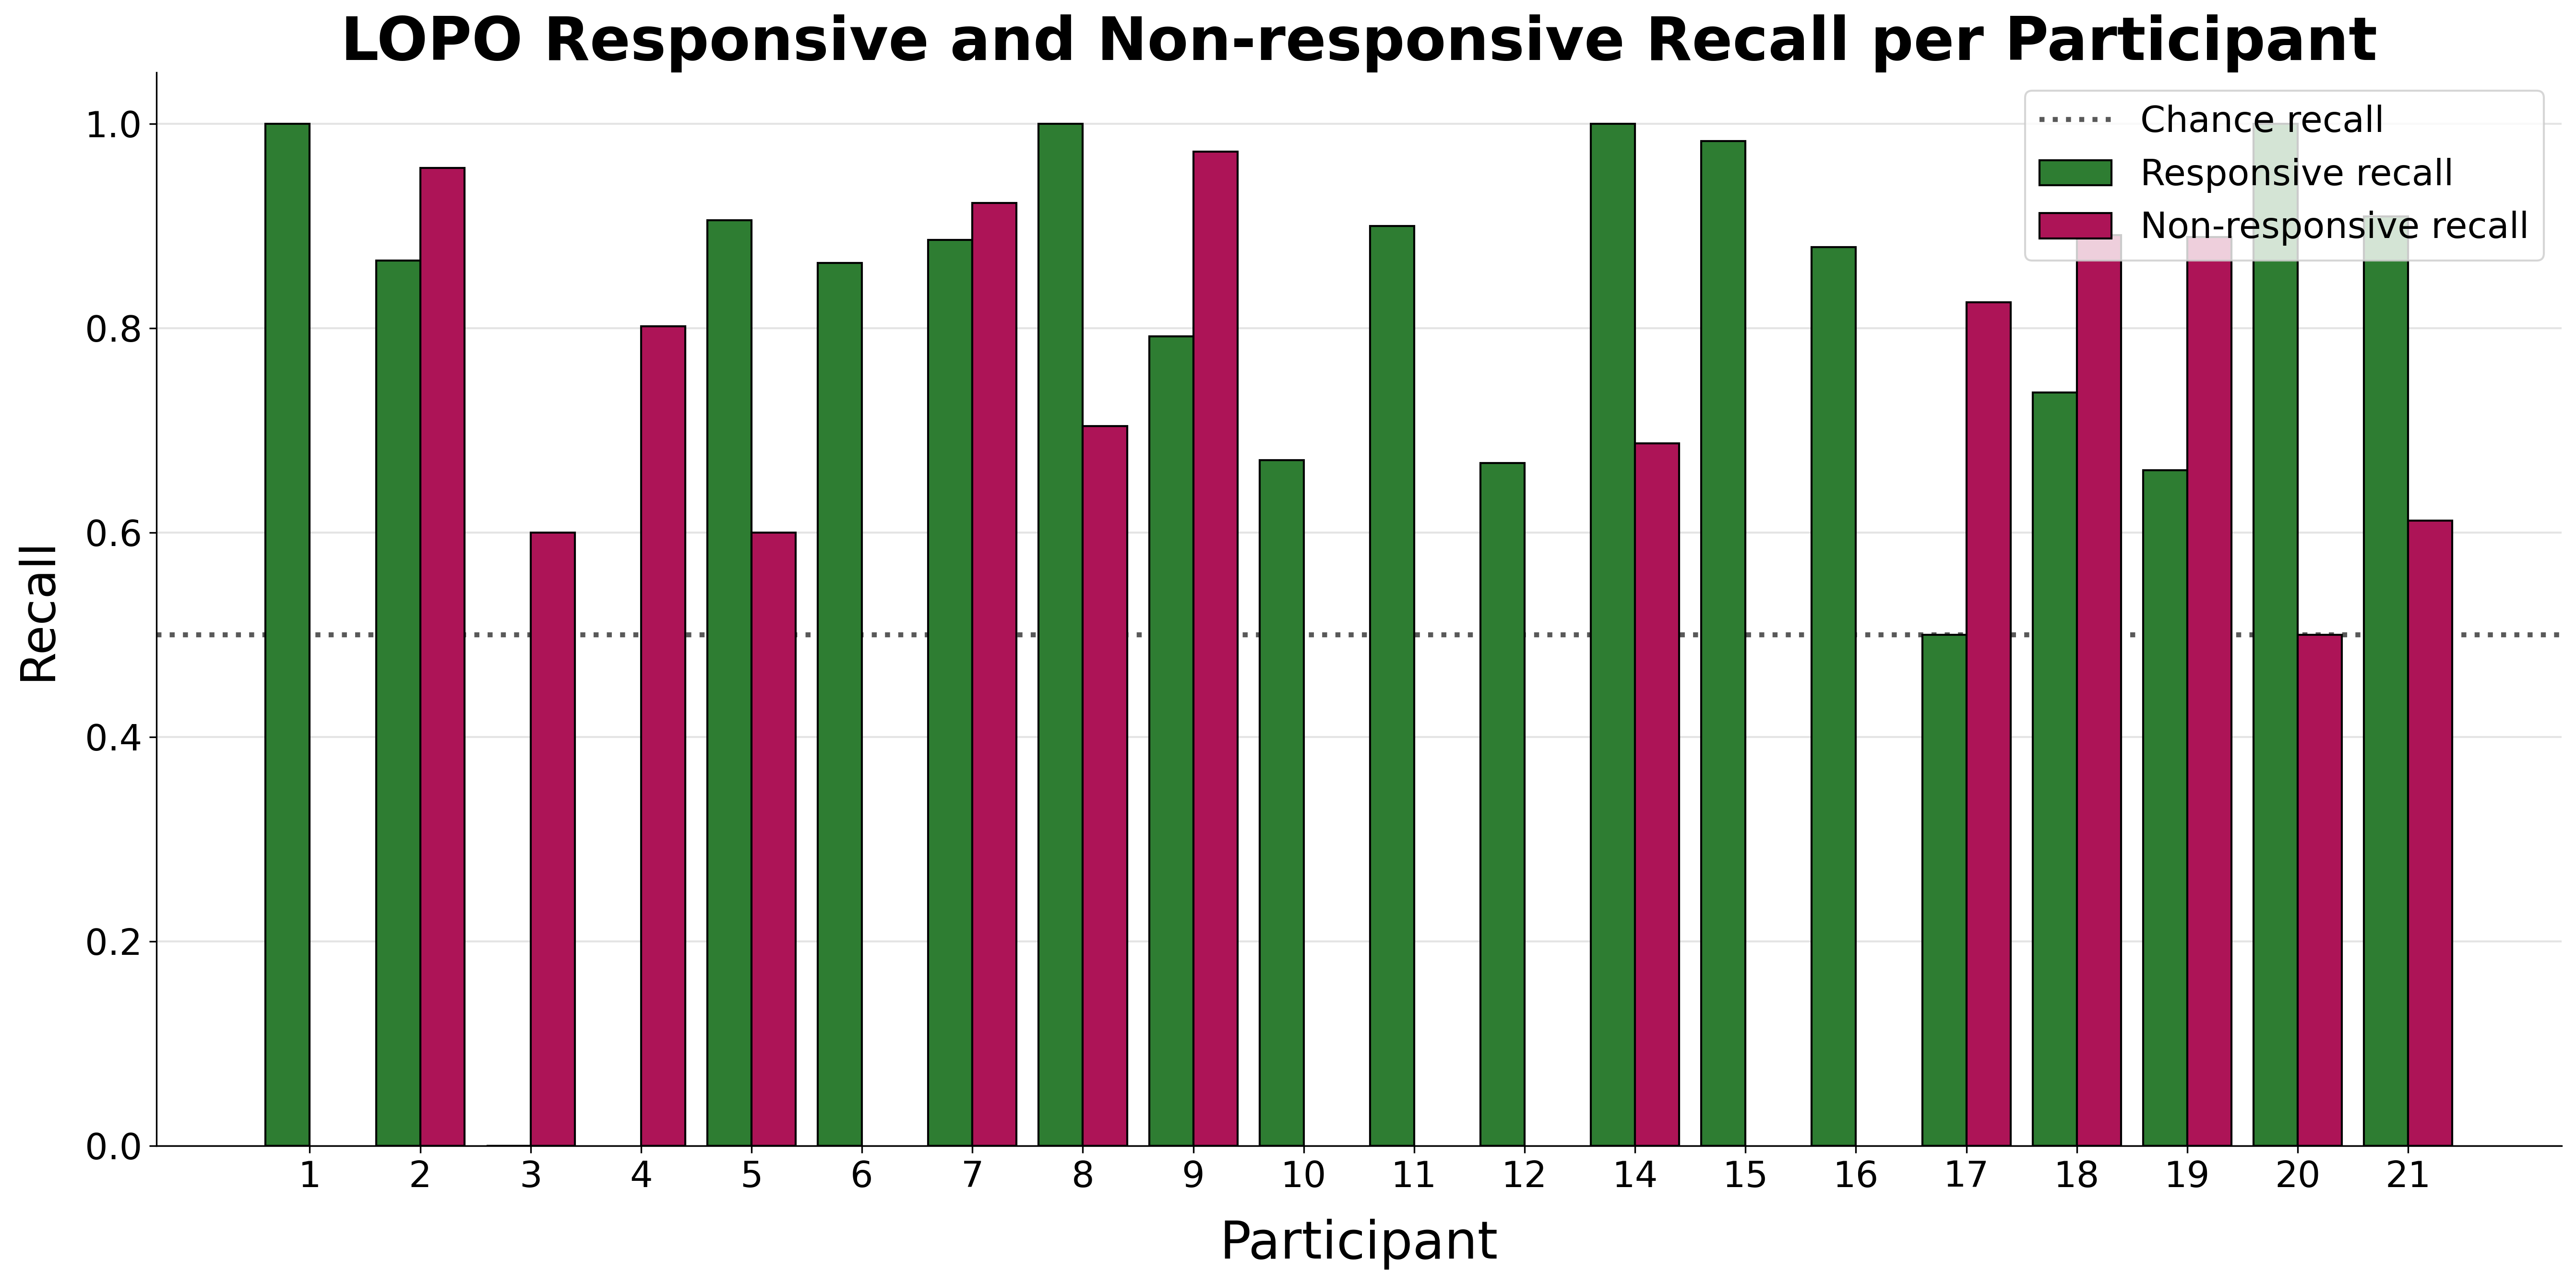 LOPO Responsive and Non-responsive Recall per Participant
Chance recall
Responsive recall
Non-responsive recall
1.0
0.8
0.6
0.4
0.2
0.0
Recall
1 2 3 4 5 6 7 8 9 10 11 12 14 15 16 17 18 19 20 21
Participant